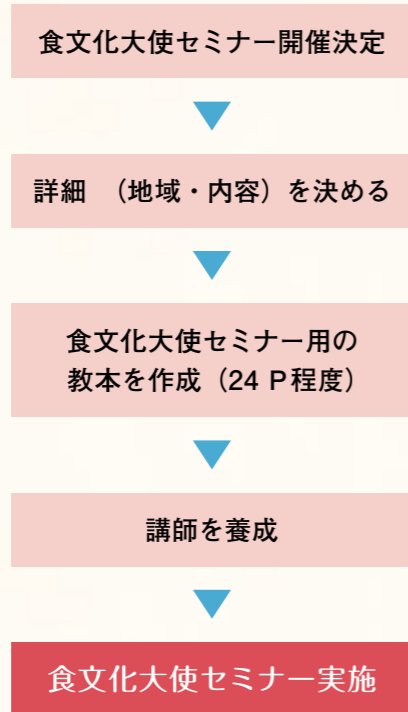 食文化大使セミナー開催決定
詳細　（地域・内容）を決める
食文化大使セミナー用の
教本を作成（24 P程度）
講師を養成
食文化大使セミナー実施